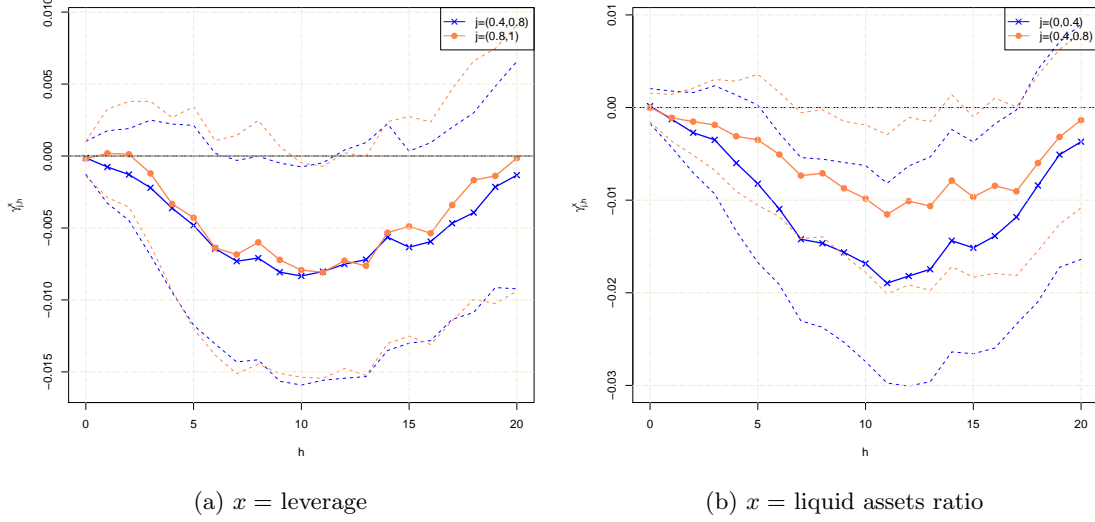 0.010
0.005
0.000
−0.005
−0.010
−0.015
γˣⱼ,ₕ
0
5
10
15
20
h
j=(0.4,0.8)
j=(0.8,1)
0.01
0.00
−0.01
−0.02
−0.03
γˣⱼ,ₕ
0
5
10
15
20
h
j=(0,0.4)
j=(0.4,0.8)
(a) x = leverage
(b) x = liquid assets ratio